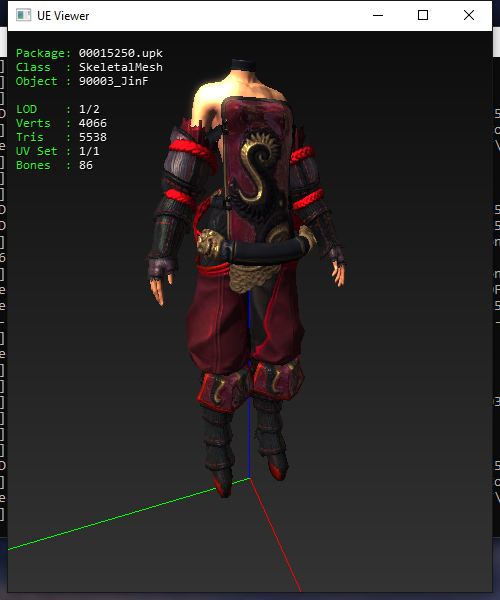 UE Viewer
Package: 00015250.upk
Class : SkeletalMesh
Object : 90003_JinF
LOD : 1/2
Verts : 4066
Tris : 5538
UV Set : 1/1
Bones : 86